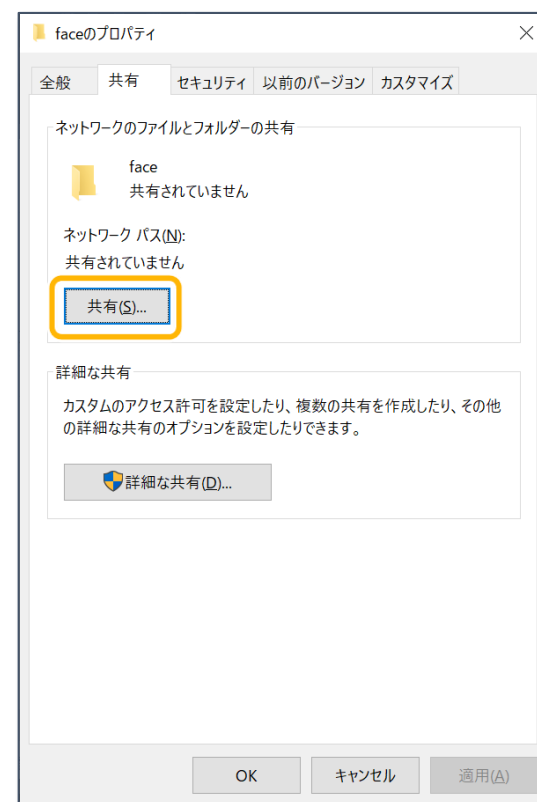 faceのプロパティ
全般 共有 セキュリティ 以前のバージョン カスタマイズ
ネットワークのファイルとフォルダーの共有
face
共有されていません
ネットワーク パス(N):
共有されていません
共有(S)...
詳細な共有
カスタムのアクセス許可を設定したり、複数の共有を作成したり、その他
の詳細な共有のオプションを設定したりできます。
詳細な共有(D)...
OK キャンセル 適用(A)